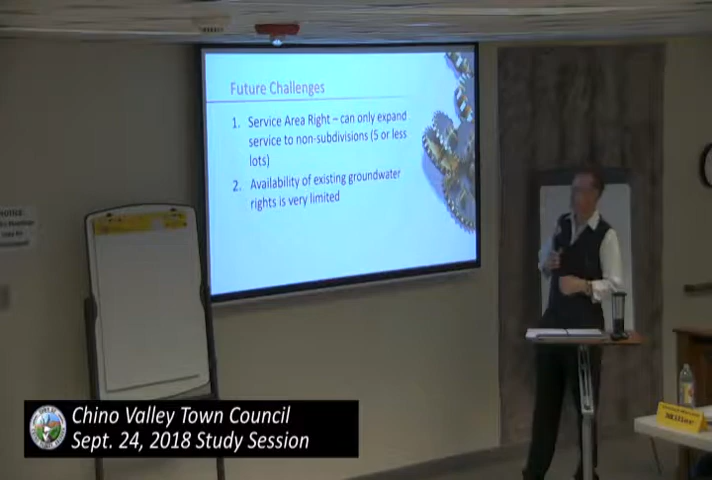 Future Challenges
1. Service Area Right – can only expand
service to non-subdivisions (5 or less
lots)
2. Availability of existing groundwater
rights is very limited
Miller
Chino Valley Town Council
Sept. 24, 2018 Study Session